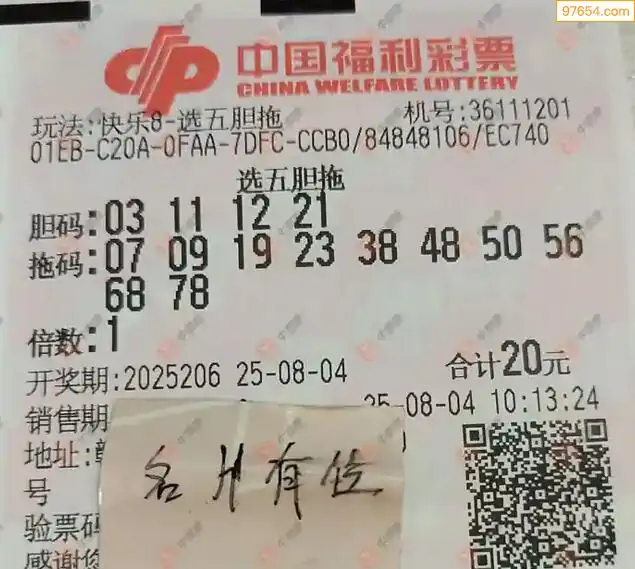 97654.com
中国福利彩票
CHINA WELFARE LOTTERY
玩法:快乐8-选五胆拖 机号:36111201
01EB-C20A-0FAA-7DFC-CCB0/84848106/EC740
选五胆拖
胆码:03 11 12 21
拖码:07 09 19 23 38 48 50 56
68 78
倍数:1
合计20元
开奖期:2025206 25-08-04
销售期 25-08-04 10:13:24
地址:
号
名片有位
验票码
感谢您